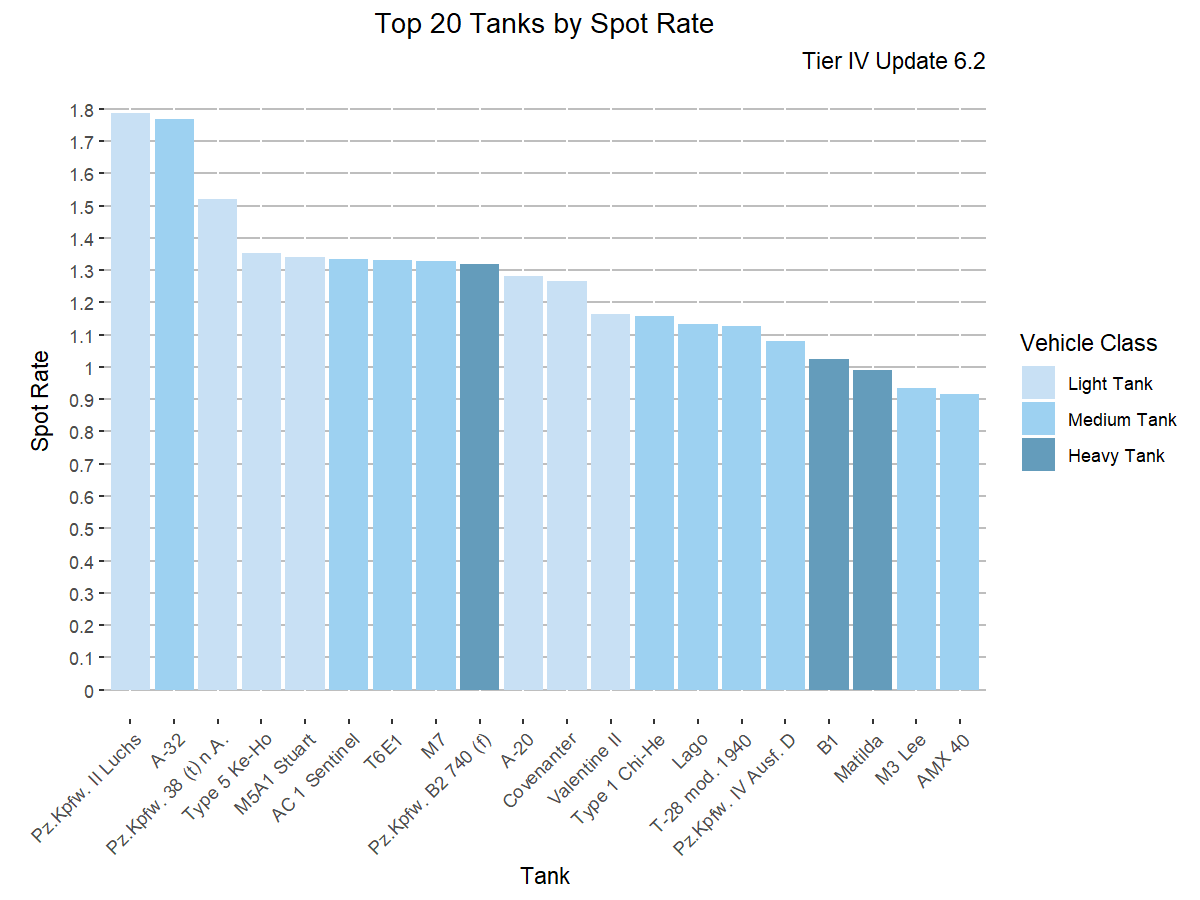 Top 20 Tanks by Spot Rate
Tier IV Update 6.2
Spot Rate
1.8
1.7
1.6
1.5
1.4
1.3
1.2
1.1
1
0.9
0.8
0.7
0.6
0.5
0.4
0.3
0.2
0.1
0
Pz.Kpfw. II Luchs
A-32
Pz.Kpfw. 38 (t) n.A.
Type 5 Ke-Ho
M5A1 Stuart
AC 1 Sentinel
T6E1
M7
Pz.Kpfw. B2 740 (f)
A-20
Covenanter
Valentine II
Type 1 Chi-He
Lago
T-28 mod. 1940
Pz.Kpfw. IV Ausf. D
B1
Matilda
M3 Lee
AMX 40
Tank
Vehicle Class
Light Tank
Medium Tank
Heavy Tank